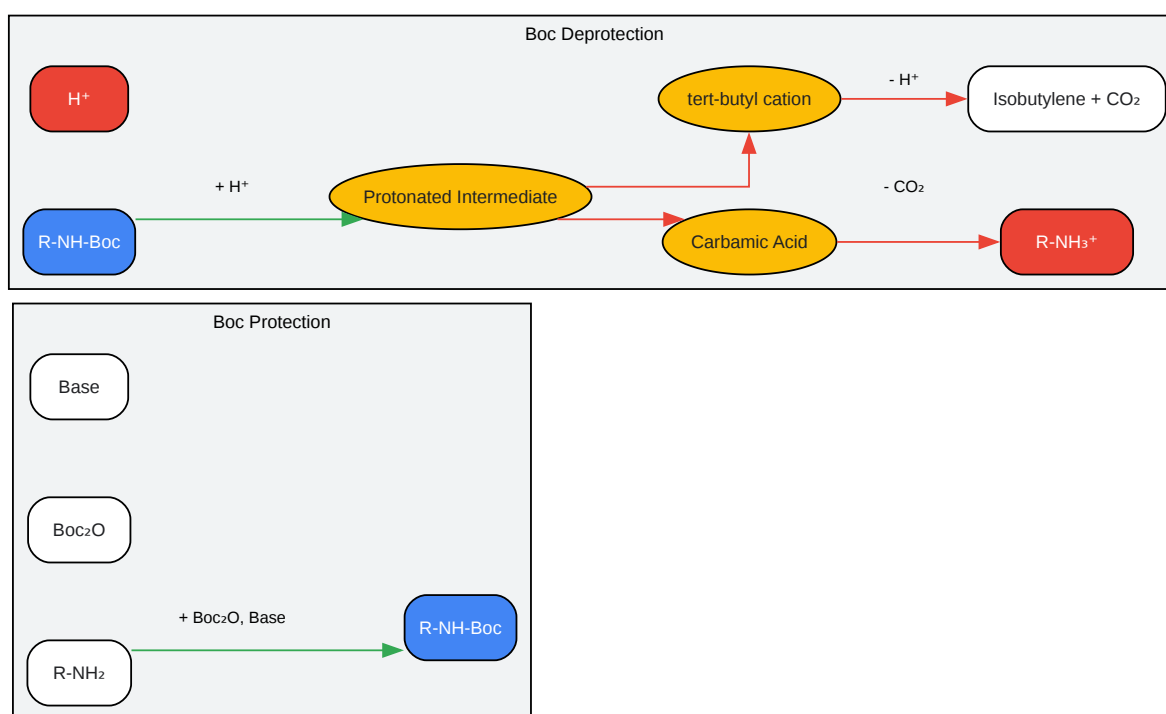 Boc Deprotection
H⁺
tert-butyl cation
- H⁺
Isobutylene + CO₂
R-NH-Boc
+ H⁺
Protonated Intermediate
Carbamic Acid
- CO₂
R-NH₃⁺
Boc Protection
Base
Boc₂O
R-NH₂
+ Boc₂O, Base
R-NH-Boc